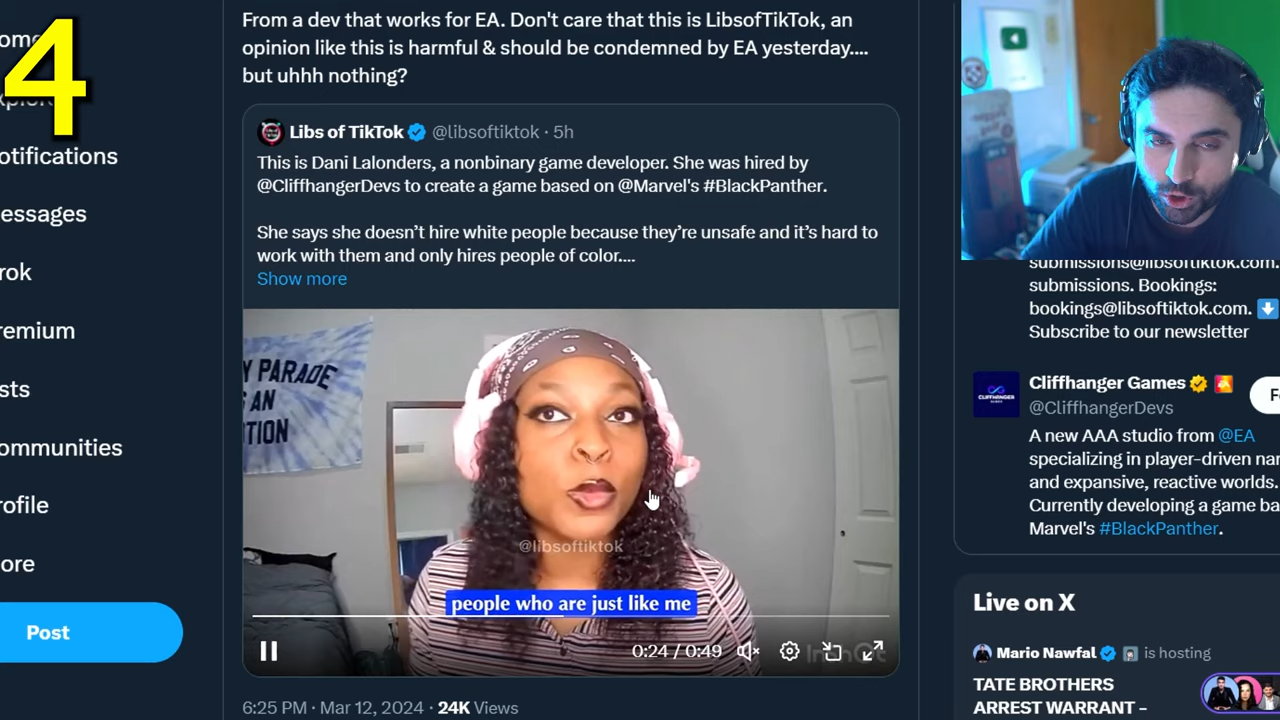 4
From a dev that works for EA. Don't care that this is LibsofTikTok, an
opinion like this is harmful & should be condemned by EA yesterday....
but uhhh nothing?
otifications
essages
rok
remium
sts
ommunities
rofile
ore
Post
Libs of TikTok @libsoftiktok · 5h
This is Dani Lalonders, a nonbinary game developer. She was hired by
@CliffhangerDevs to create a game based on @Marvel's #BlackPanther.
She says she doesn't hire white people because they're unsafe and it's hard to
work with them and only hires people of color....
Show more
Y PARADE
S AN
TION
@libsoftiktok
people who are just like me
0:24 / 0:49
6:25 PM · Mar 12, 2024 · 24K Views
submissions@libsoftiktok.com.
submissions. Bookings:
bookings@libsoftiktok.com.
Subscribe to our newsletter
Cliffhanger Games
@CliffhangerDevs
A new AAA studio from @EA
specializing in player-driven nar
and expansive, reactive worlds.
Currently developing a game ba
Marvel's #BlackPanther.
Live on X
Mario Nawfal is hosting
TATE BROTHERS
ARREST WARRANT -